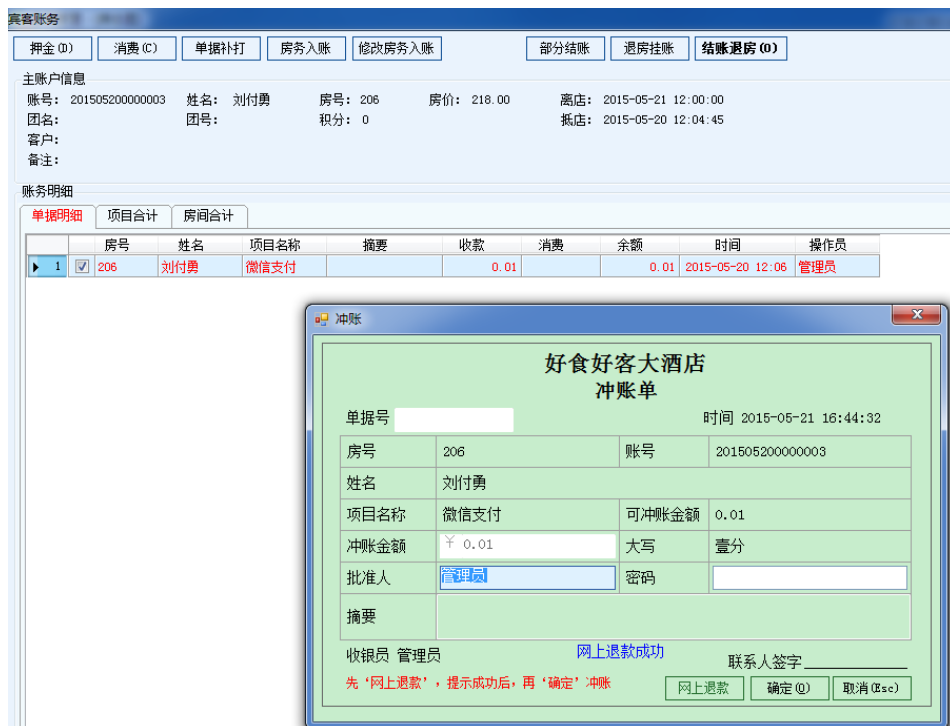 宾客账务
押金(D) 消费(C) 单据补打 房务入账 修改房务入账 部分结账 退房挂账 结账退房(O)
主账户信息
账号: 201505200000003 姓名: 刘付勇 房号: 206 房价: 218.00 离店: 2015-05-21 12:00:00
团名: 团号: 积分: 0 抵店: 2015-05-20 12:04:45
客户:
备注:
账务明细
单据明细 项目合计 房间合计
房号 姓名 项目名称 摘要 收款 消费 余额 时间 操作员
1 206 刘付勇 微信支付 0.01 0.01 2015-05-20 12:06 管理员
冲账
好食好客大酒店
冲账单
单据号 时间 2015-05-21 16:44:32
房号 206 账号 201505200000003
姓名 刘付勇
项目名称 微信支付 可冲账金额 0.01
冲账金额 ￥ 0.01 大写 壹分
批准人 管理员 密码
摘要
收银员 管理员 网上退款成功 联系人签字
先‘网上退款’，提示成功后，再‘确定’冲账 网上退款 确定(O) 取消(Esc)